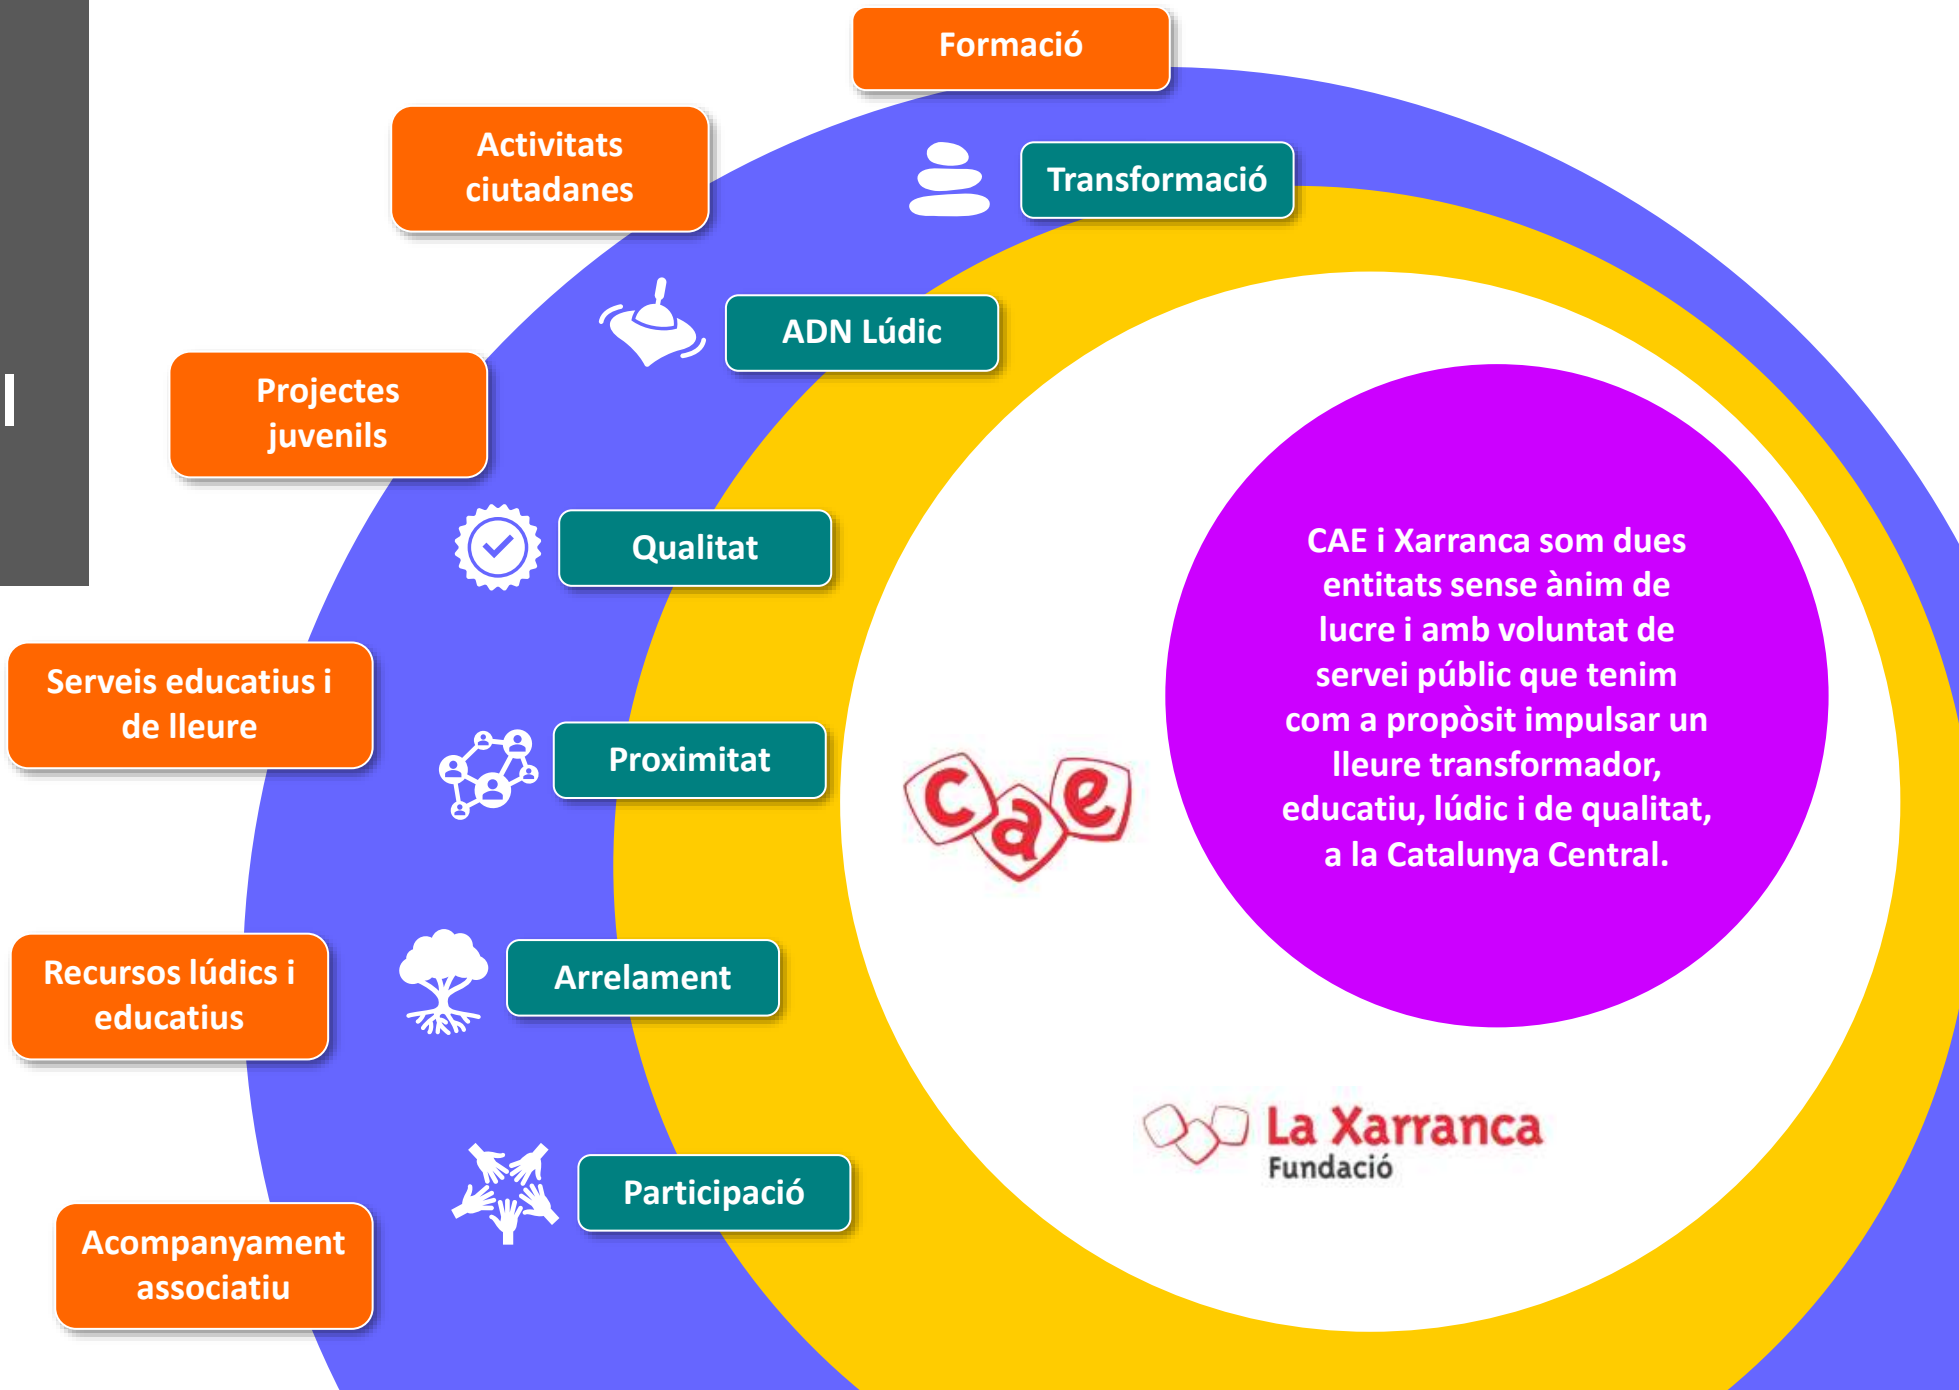 Formació
Activitats
ciutadanes
Transformació
ADN Lúdic
Projectes
juvenils
Qualitat
CAE i Xarranca som dues
entitats sense ànim de
lucre i amb voluntat de
servei públic que tenim
com a propòsit impulsar un
lleure transformador,
educatiu, lúdic i de qualitat,
a la Catalunya Central.
Serveis educatius i
de lleure
Proximitat
cae
Recursos lúdics i
educatius
Arrelament
La Xarranca
Fundació
Participació
Acompanyament
associatiu